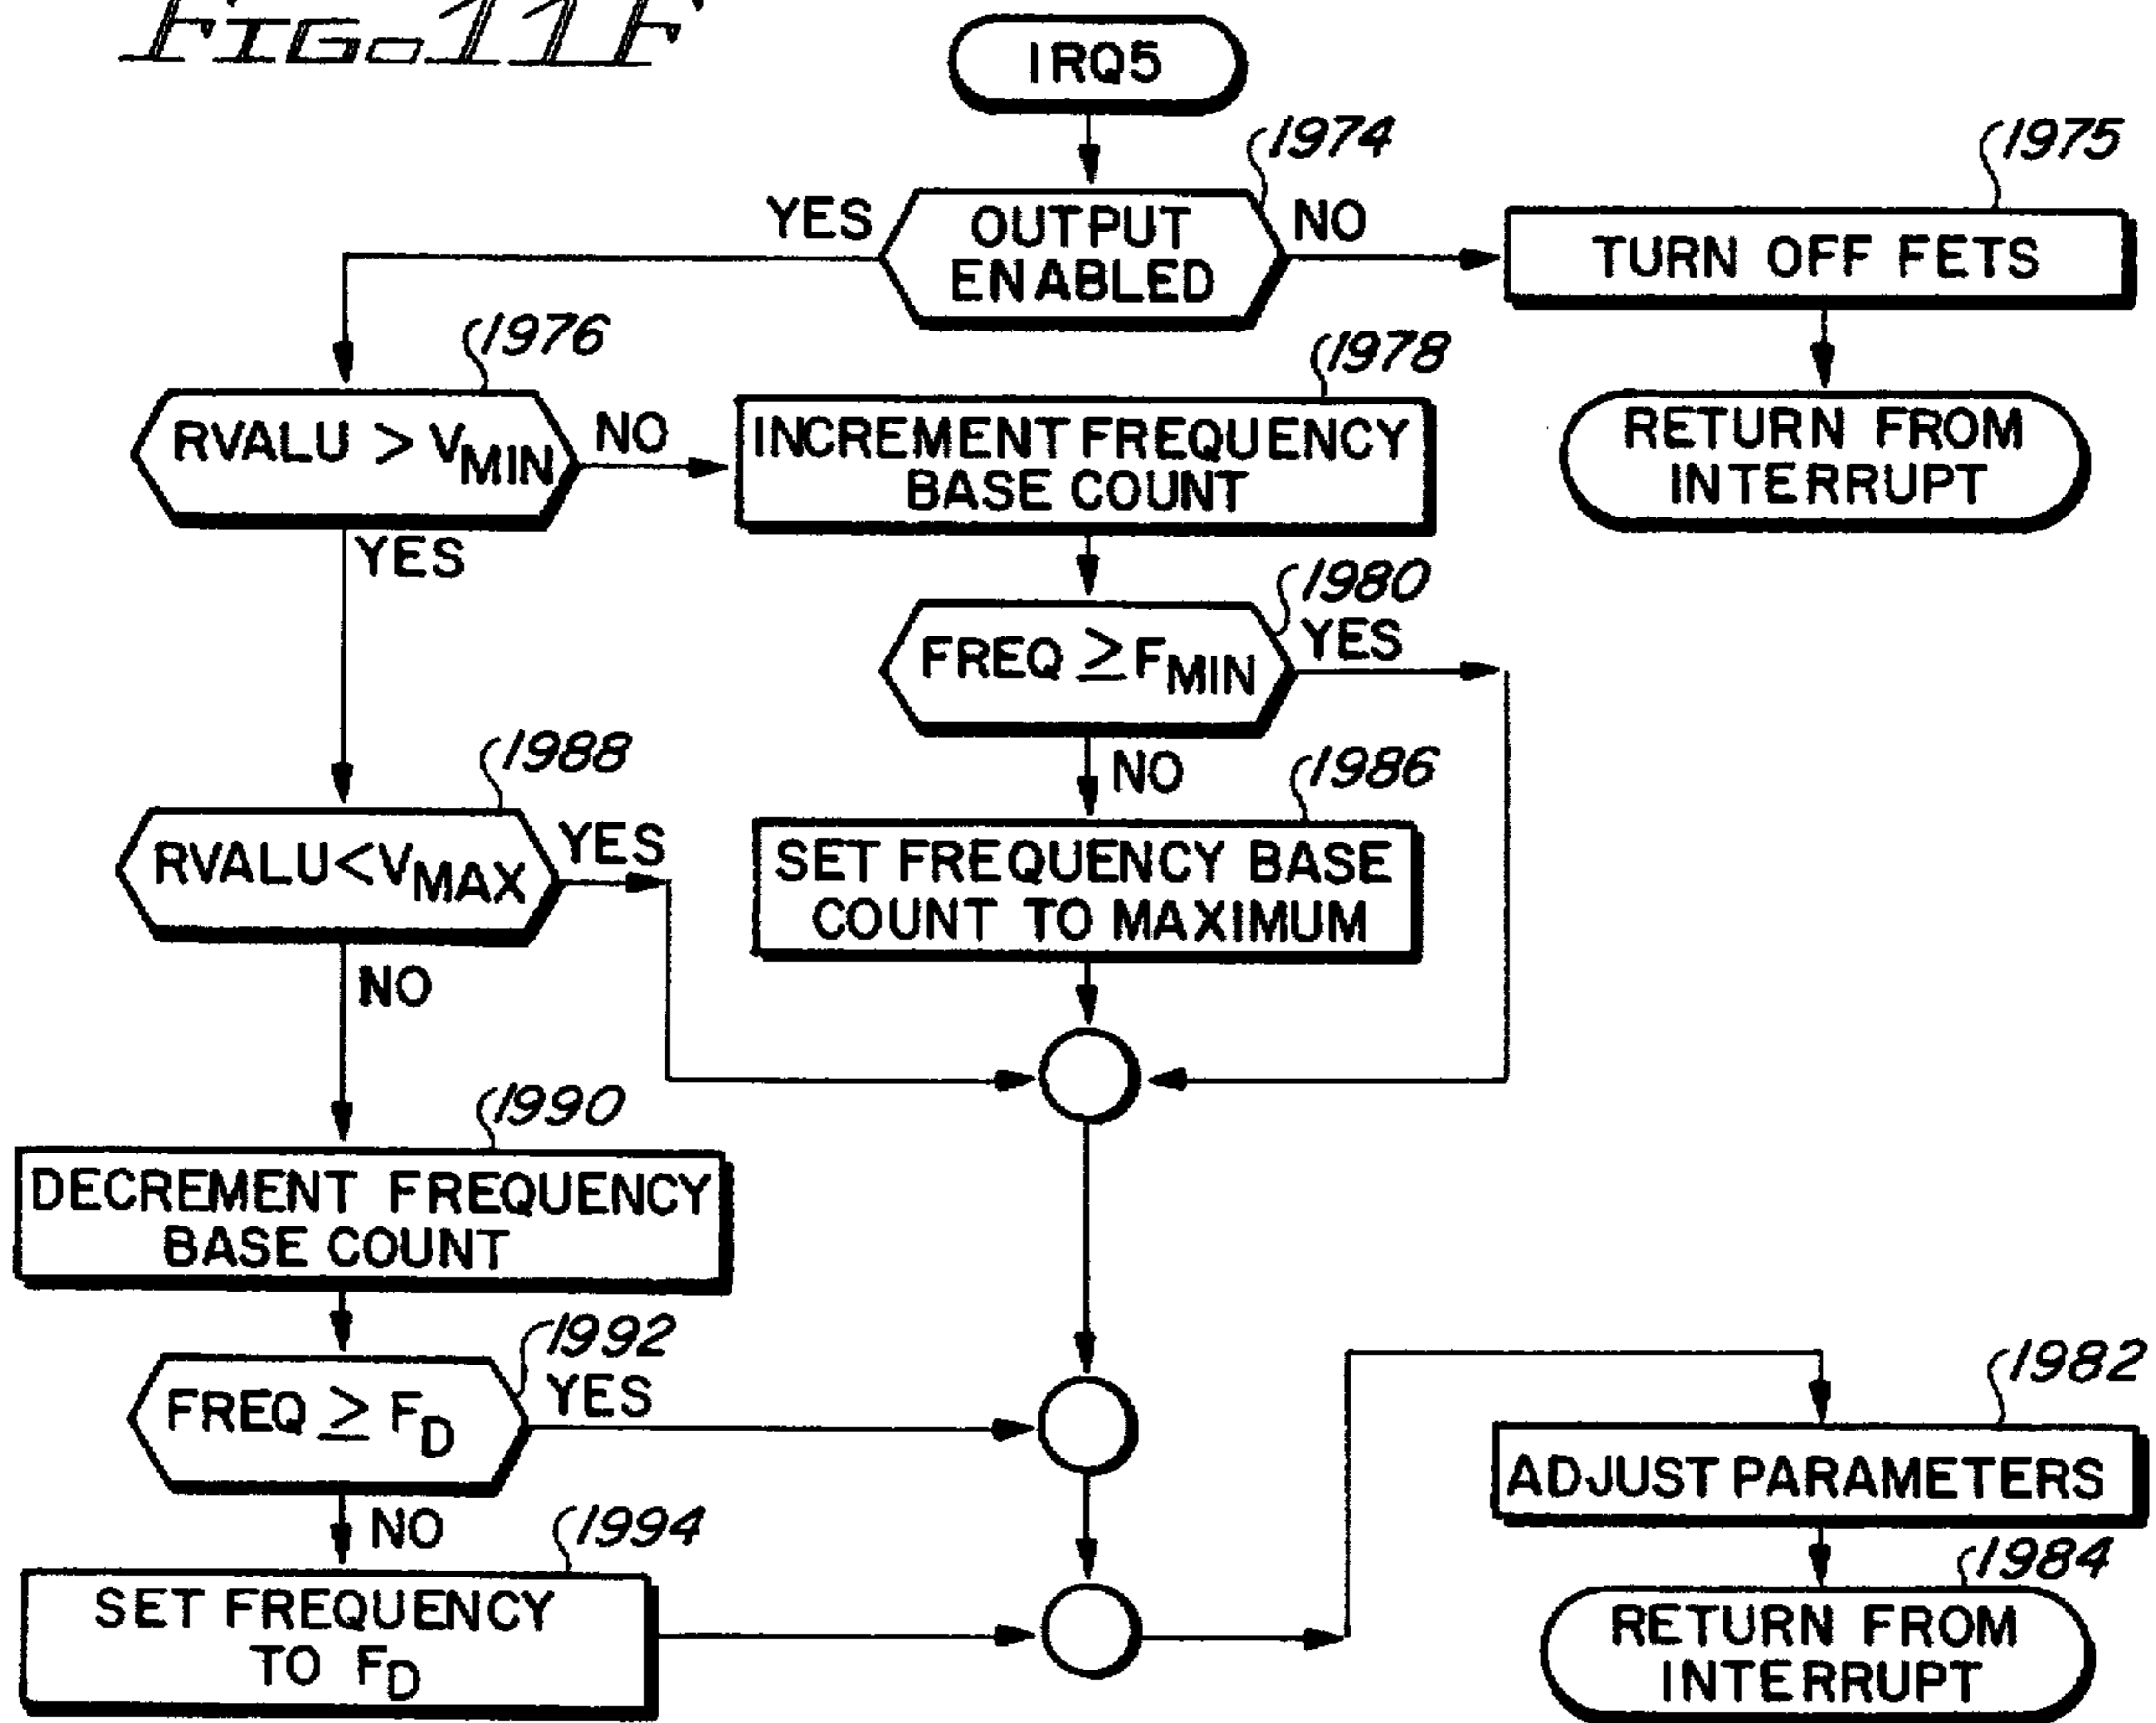 FIG. 11F
IRQ5
1974
1975
YES
OUTPUT
ENABLED
NO
TURN OFF FETS
1976
1978
RVALU > VMIN
NO
INCREMENT FREQUENCY
BASE COUNT
RETURN FROM
INTERRUPT
YES
1980
FREQ ≥ FMIN
YES
1988
NO
1986
RVALU<VMAX
YES
SET FREQUENCY BASE
COUNT TO MAXIMUM
NO
1990
DECREMENT FREQUENCY
BASE COUNT
1992
FREQ ≥ FD
YES
1982
ADJUST PARAMETERS
NO
1994
1984
SET FREQUENCY
TO FD
RETURN FROM
INTERRUPT